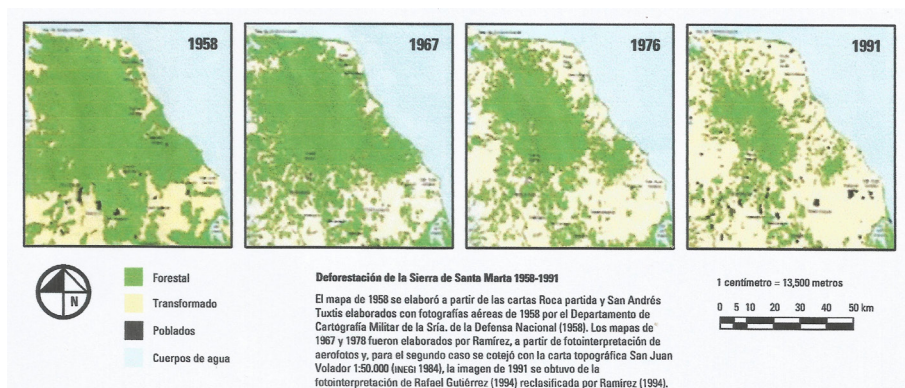 1958
1967
1976
1991
N
Forestal
Transformado
Poblados
Cuerpos de agua
Deforestación de la Sierra de Santa Marta 1958-1991
El mapa de 1958 se elaboró a partir de las cartas Roca partida y San Andrés
Tuxtis elaborados con fotografías aéreas de 1958 por el Departamento de
Cartografía Militar de la Sría. de la Defensa Nacional (1958). Los mapas de
1967 y 1978 fueron elaborados por Ramírez, a partir de fotointerpretación de
aerofotos y, para el segundo caso se cotejó con la carta topográfica San Juan
Volador 1:50.000 (INEGI 1984), la imagen de 1991 se obtuvo de la
fotointerpretación de Rafael Gutiérrez (1994) reclasificada por Ramírez (1994).
1 centímetro = 13,500 metros
0 5 10 20 30 40 50 km